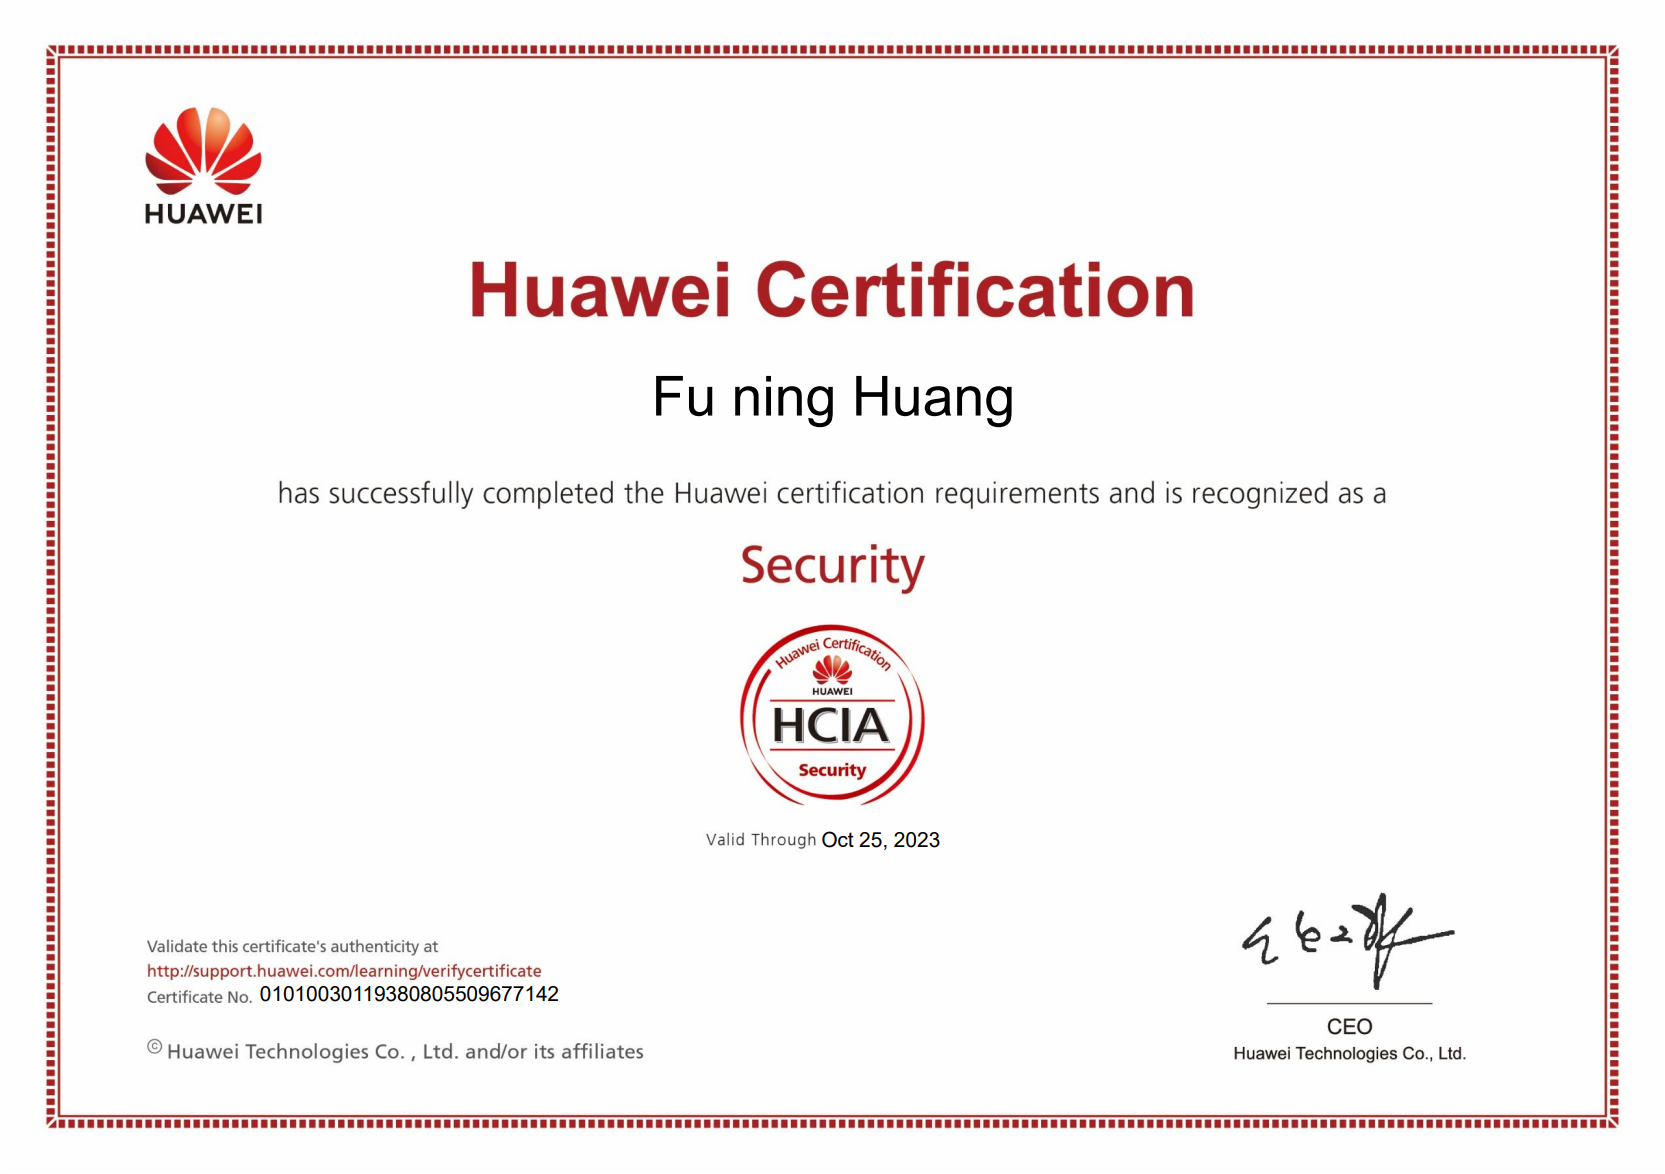 HUAWEI
Huawei Certification
Fu ning Huang
has successfully completed the Huawei certification requirements and is recognized as a
Security
Huawei Certification
HUAWEI
HCIA
Security
Valid Through Oct 25, 2023
Validate this certificate's authenticity at
http://support.huawei.com/learning/verifycertificate
Certificate No. 01010030119380805509677142
© Huawei Technologies Co. , Ltd. and/or its affiliates
CEO
Huawei Technologies Co., Ltd.